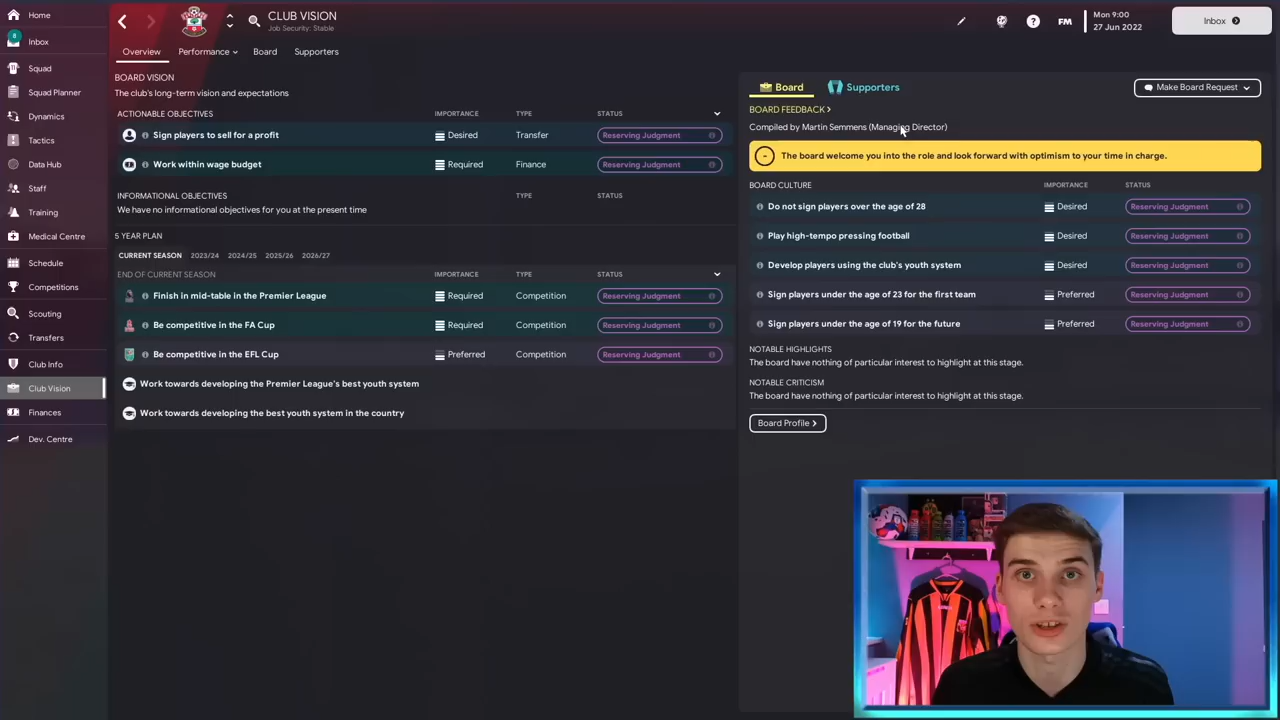 Home
8
Inbox
Squad
Squad Planner
Dynamics
Tactics
Data Hub
Staff
Training
Medical Centre
Schedule
Competitions
Scouting
Transfers
Club Info
Club Vision
Finances
Dev. Centre
CLUB VISION
Job Security: Stable
?
FM
Mon 9:00
27 Jun 2022
Inbox
Overview
Performance
Board
Supporters
BOARD VISION
The club's long-term vision and expectations
ACTIONABLE OBJECTIVES IMPORTANCE TYPE STATUS
Sign players to sell for a profit Desired Transfer Reserving Judgment
Work within wage budget Required Finance Reserving Judgment
INFORMATIONAL OBJECTIVES TYPE STATUS
We have no informational objectives for you at the present time
5 YEAR PLAN
CURRENT SEASON 2023/24 2024/25 2025/26 2026/27
END OF CURRENT SEASON IMPORTANCE TYPE STATUS
Finish in mid-table in the Premier League Required Competition Reserving Judgment
Be competitive in the FA Cup Required Competition Reserving Judgment
Be competitive in the EFL Cup Preferred Competition Reserving Judgment
Work towards developing the Premier League's best youth system
Work towards developing the best youth system in the country
Board Supporters
Make Board Request
BOARD FEEDBACK >
Compiled by Martin Semmens (Managing Director)
- The board welcome you into the role and look forward with optimism to your time in charge.
BOARD CULTURE IMPORTANCE STATUS
Do not sign players over the age of 28 Desired Reserving Judgment
Play high-tempo pressing football Desired Reserving Judgment
Develop players using the club's youth system Desired Reserving Judgment
Sign players under the age of 23 for the first team Preferred Reserving Judgment
Sign players under the age of 19 for the future Preferred Reserving Judgment
NOTABLE HIGHLIGHTS
The board have nothing of particular interest to highlight at this stage.
NOTABLE CRITICISM
The board have nothing of particular interest to highlight at this stage.
Board Profile >